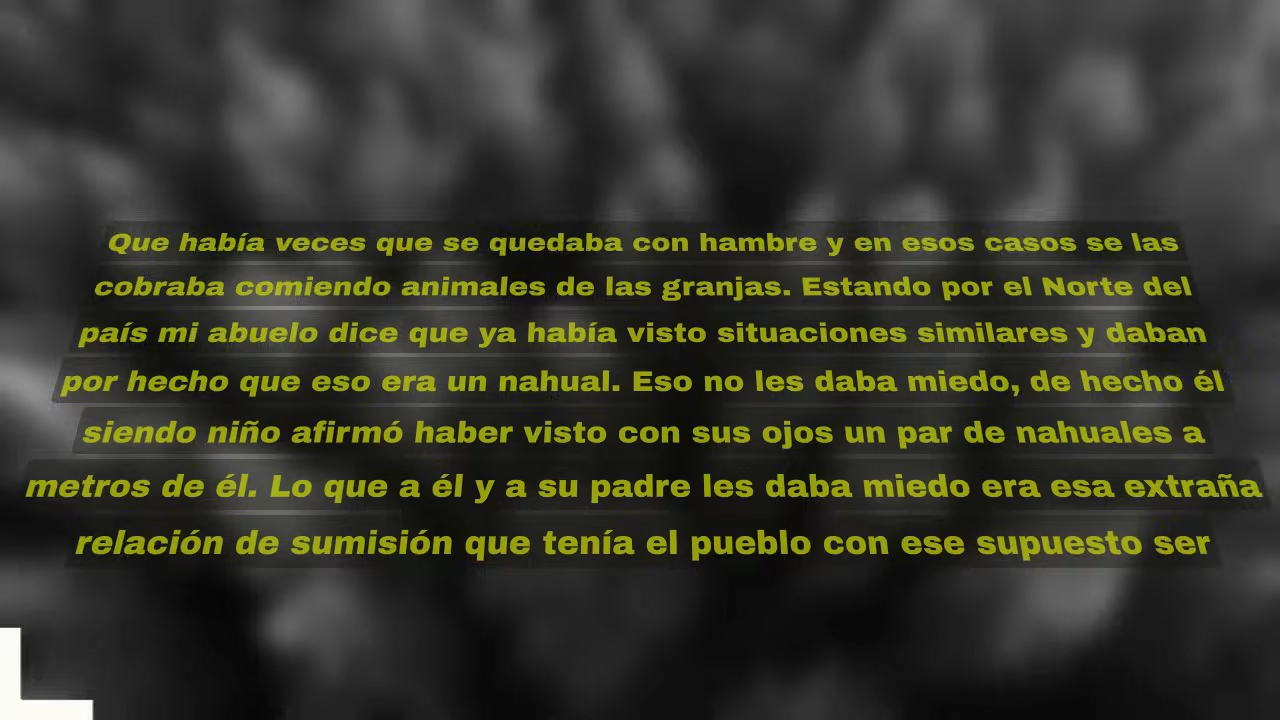 Que había veces que se quedaba con hambre y en esos casos se las
cobraba comiendo animales de las granjas. Estando por el Norte del
país mi abuelo dice que ya había visto situaciones similares y daban
por hecho que eso era un nahual. Eso no les daba miedo, de hecho él
siendo niño afirmó haber visto con sus ojos un par de nahuales a
metros de él. Lo que a él y a su padre les daba miedo era esa extraña
relación de sumisión que tenía el pueblo con ese supuesto ser